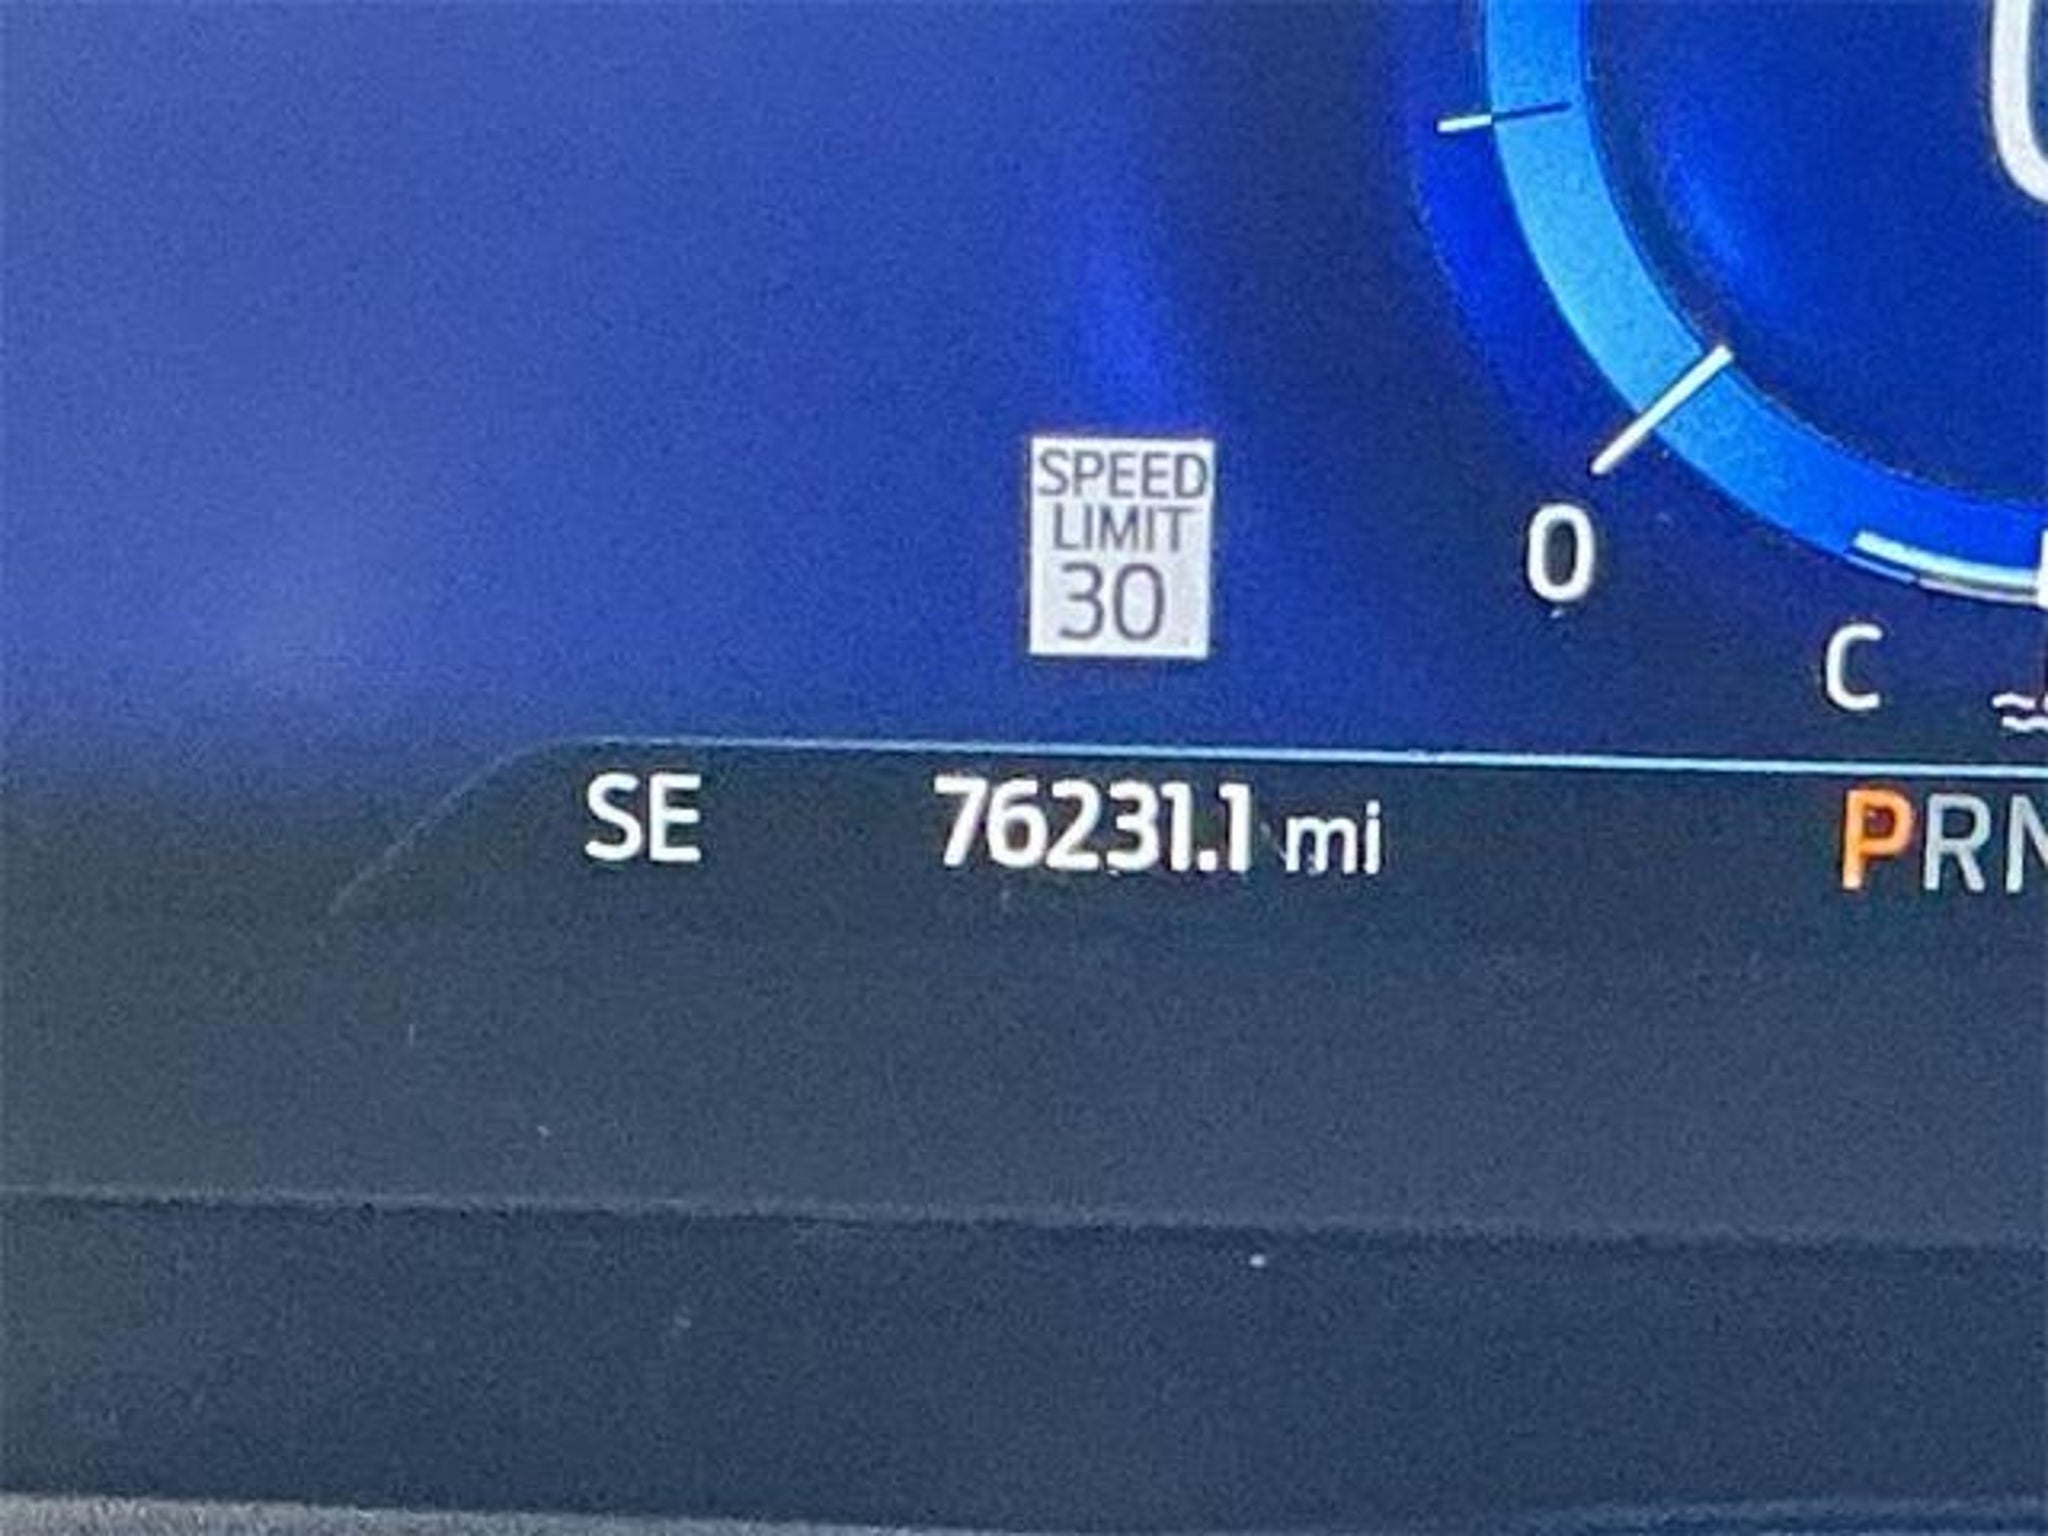 SPEED
LIMIT
30
0
C
SE 76231.1 mi PRN